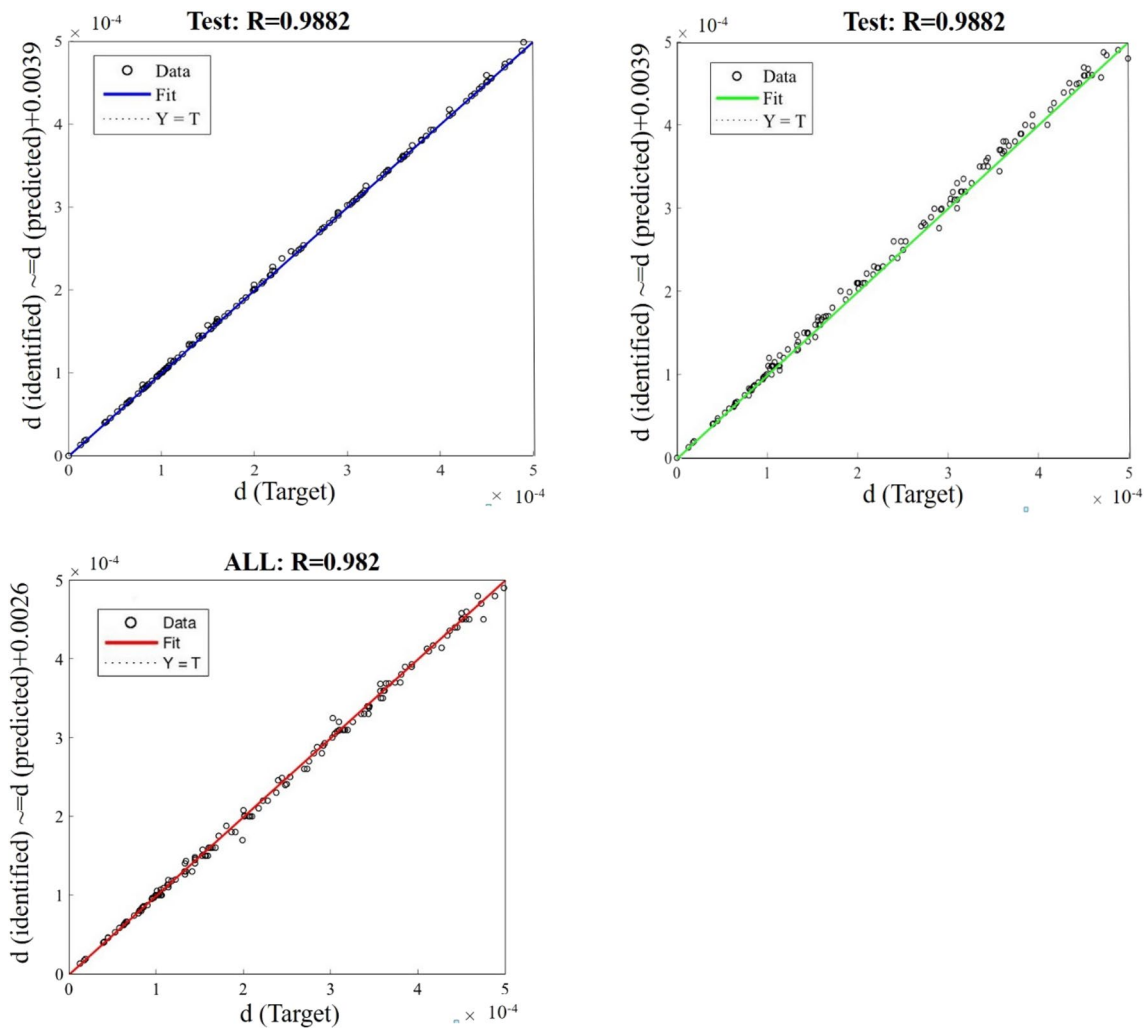 × 10⁻⁴
Test: R=0.9882
5
4
3
2
1
0
d (identified) ~=d (predicted)+0.0039
Data
Fit
Y = T
0 1 2 3 4 5
d (Target)
× 10⁻⁴
× 10⁻⁴
Test: R=0.9882
5
4
3
2
1
0
d (identified) ~=d (predicted)+0.0039
Data
Fit
Y = T
0 1 2 3 4 5
d (Target)
× 10⁻⁴
× 10⁻⁴
ALL: R=0.982
5
4
3
2
1
0
d (identified) ~=d (predicted)+0.0026
Data
Fit
Y = T
0 1 2 3 4 5
d (Target)
× 10⁻⁴